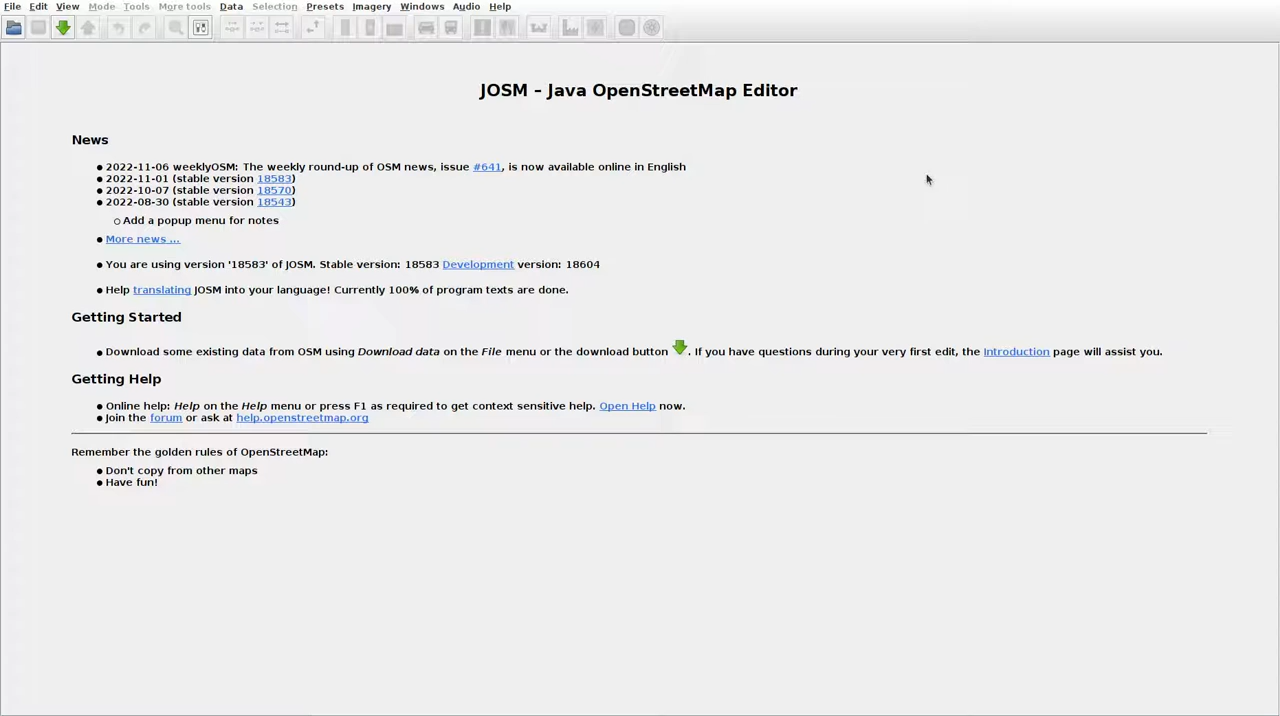 File Edit View Mode Tools More tools Data Selection Presets Imagery Windows Audio Help
JOSM – Java OpenStreetMap Editor
News
2022-11-06 weeklyOSM: The weekly round-up of OSM news, issue #641, is now available online in English
2022-11-01 (stable version 18583)
2022-10-07 (stable version 18570)
2022-08-30 (stable version 18543)
Add a popup menu for notes
More news ...
You are using version '18583' of JOSM. Stable version: 18583 Development version: 18604
Help translating JOSM into your language! Currently 100% of program texts are done.
Getting Started
Download some existing data from OSM using Download data on the File menu or the download button . If you have questions during your very first edit, the Introduction page will assist you.
Getting Help
Online help: Help on the Help menu or press F1 as required to get context sensitive help. Open Help now.
Join the forum or ask at help.openstreetmap.org
Remember the golden rules of OpenStreetMap:
Don't copy from other maps
Have fun!